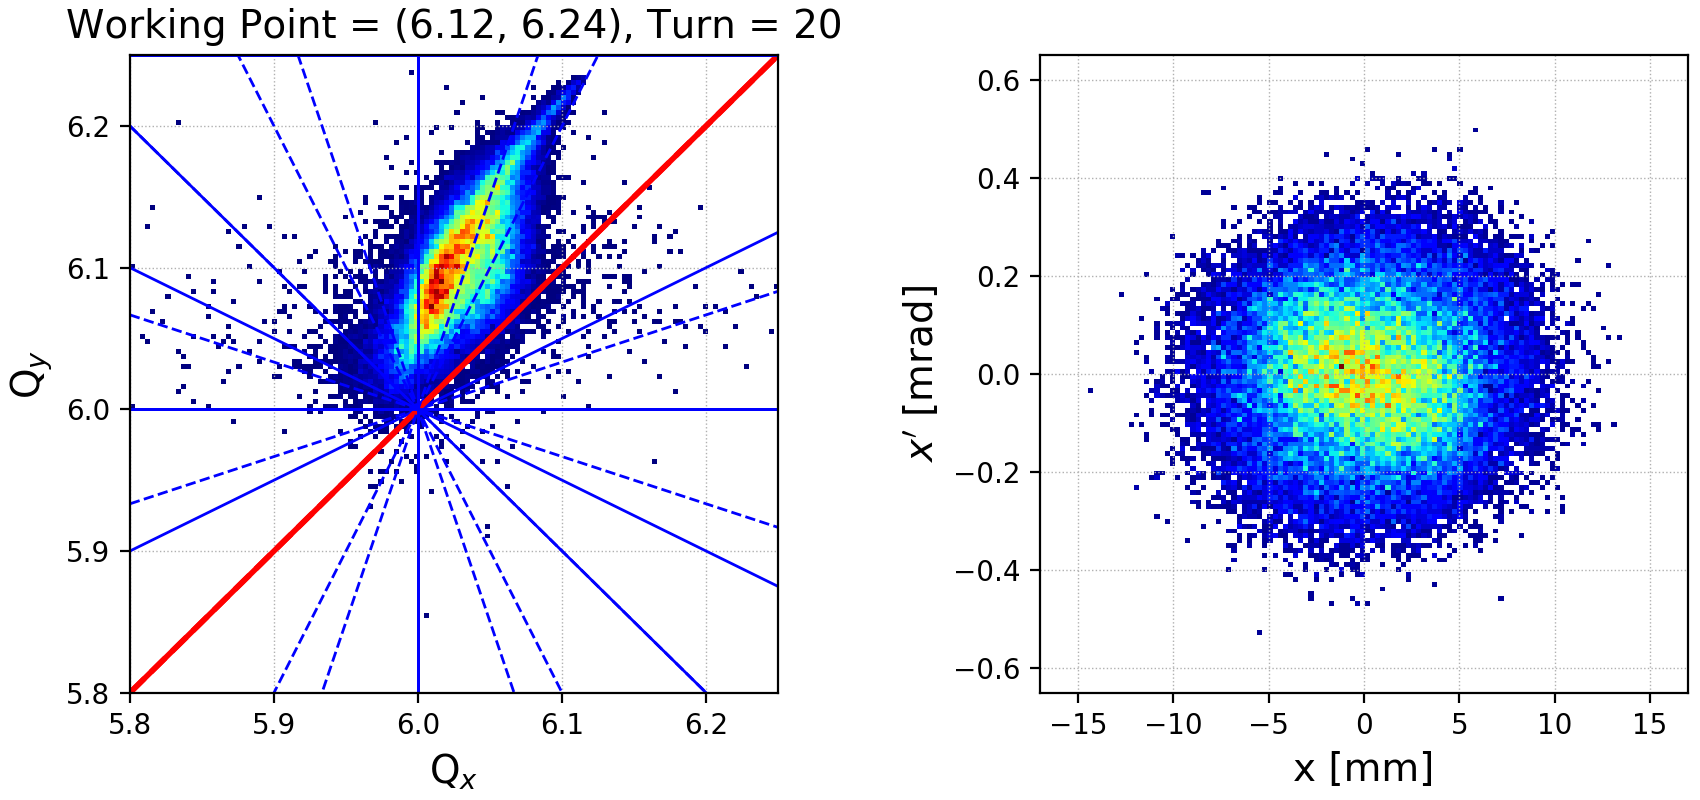 Working Point = (6.12, 6.24), Turn = 20
6.2
6.1
6.0
5.9
5.8
Qy
5.8 5.9 6.0 6.1 6.2
Qx
0.6
0.4
0.2
0.0
−0.2
−0.4
−0.6
x′ [mrad]
−15 −10 −5 0 5 10 15
x [mm]